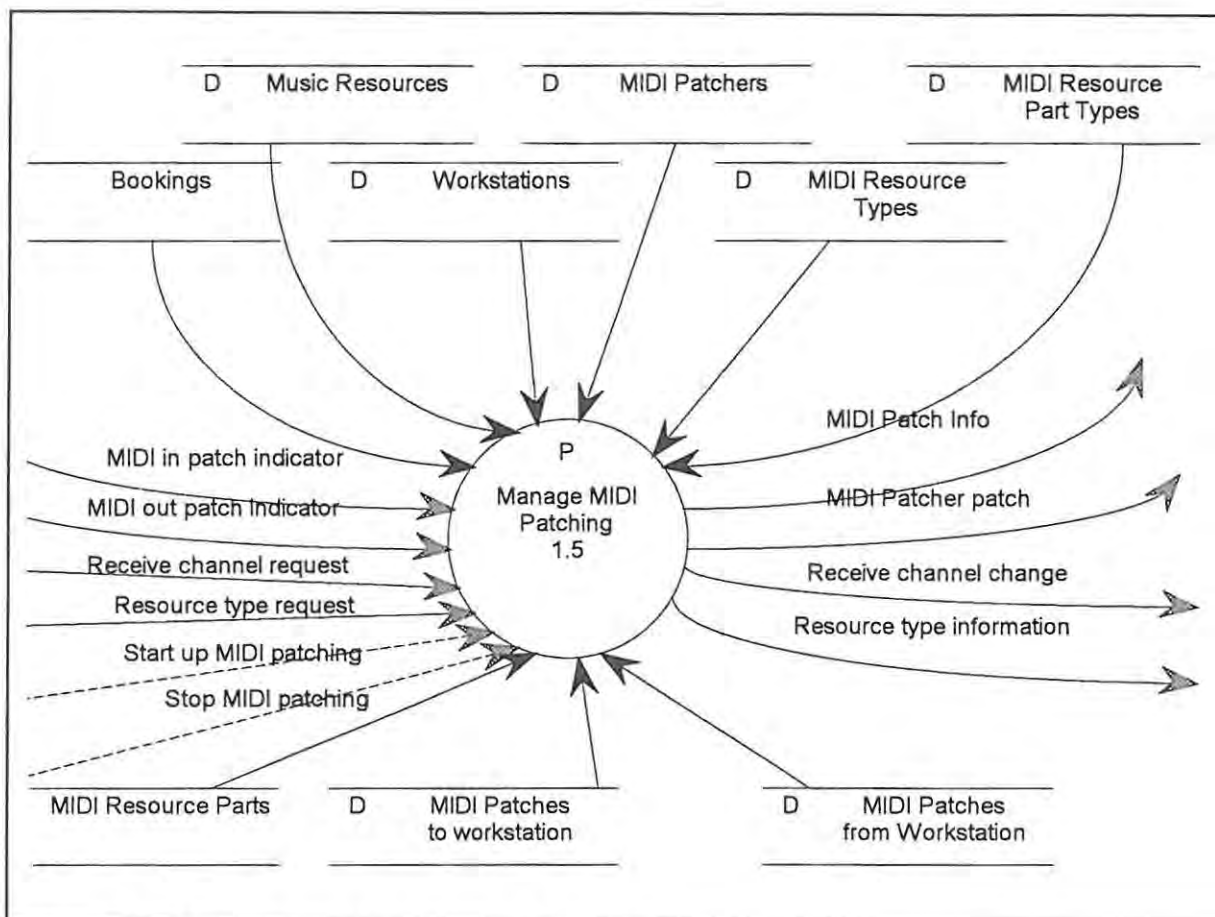 D Music Resources
D MIDI Patchers
D MIDI Resource
Part Types
Bookings
D Workstations
D MIDI Resource
Types
MIDI Patch Info
P
MIDI in patch indicator
Manage MIDI
Patching
1.5
MIDI Patcher patch
MIDI out patch indicator
Receive channel request
Receive channel change
Resource type request
Resource type information
Start up MIDI patching
Stop MIDI patching
MIDI Resource Parts
D MIDI Patches
to workstation
D MIDI Patches
from Workstation